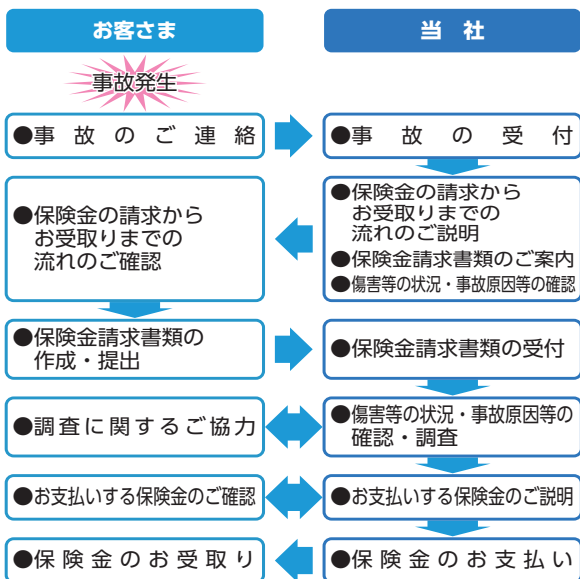 お客さま
当 社
事故発生
●事故のご連絡
●事故の受付
●保険金の請求から
お受取りまでの
流れのご確認
●保険金の請求から
お受取りまでの
流れのご説明
●保険金請求書類のご案内
●傷害等の状況・事故原因等の確認
●保険金請求書類の
作成・提出
●保険金請求書類の受付
●調査に関するご協力
●傷害等の状況・事故原因等の
確認・調査
●お支払いする保険金のご確認
●お支払いする保険金のご説明
●保険金のお受取り
●保険金のお支払い